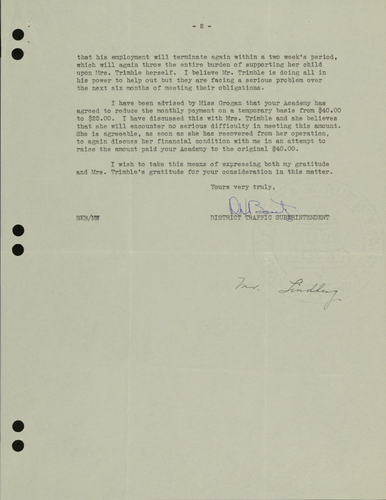 - 2 -
that his employment will terminate again within a two week's period,
which will again throw the entire burden of supporting her child
upon Mrs. Trimble herself. I believe Mr. Trimble is doing all in
his power to help out but they are facing a serious problem over
the next six months of meeting their obligations.
I have been advised by Miss Grogan that your Academy has
agreed to reduce the monthly payment on a temporary basis from $40.00
to $25.00. I have discussed this with Mrs. Trimble and she believes
that she will encounter no serious difficulty in meeting this amount.
She is agreeable, as soon as she has recovered from her operation,
to again discuss her financial condition with me in an attempt to
raise the amount paid your Academy to the original $40.00.
I wish to take this means of expressing both my gratitude
and Mrs. Trimble's gratitude for your consideration in this matter.
Yours very truly,
DISTRICT TRAFFIC SUPERINTENDENT
Mr. Lindley